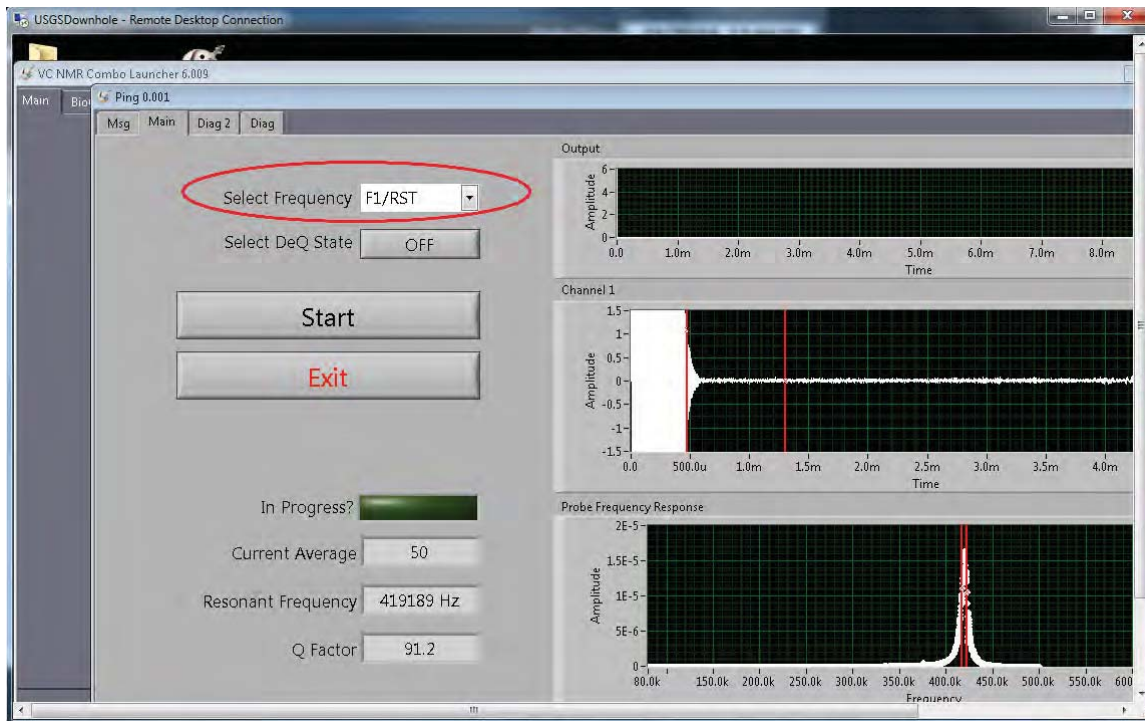 USGSDownhole - Remote Desktop Connection
VC NMR Combo Launcher 6.009
Main
Ping 0.001
Msg Main Diag 2 Diag
Select Frequency F1/RST
Select DeQ State OFF
Start
Exit
In Progress?
Current Average 50
Resonant Frequency 419189 Hz
Q Factor 91.2
Output
Amplitude
6
4
2
0
0.0 1.0m 2.0m 3.0m 4.0m 5.0m 6.0m 7.0m 8.0m
Time
Channel 1
Amplitude
1.5
1
0.5
0
-0.5
-1
-1.5
0.0 500.0u 1.0m 1.5m 2.0m 2.5m 3.0m 3.5m 4.0m
Time
Probe Frequency Response
Amplitude
2E-5
1.5E-5
1E-5
5E-6
0
80.0k 150.0k 200.0k 250.0k 300.0k 350.0k 400.0k 450.0k 500.0k 550.0k 600
Frequency